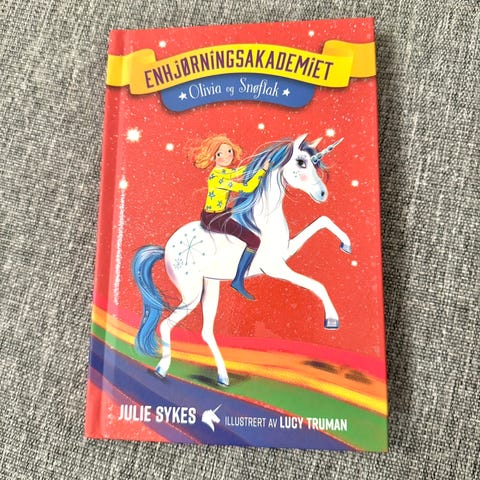 ENHJØRNINGSAKADEMIET
Olivia og Snøflak
JULIE SYKES
ILLUSTRERT AV LUCY TRUMAN